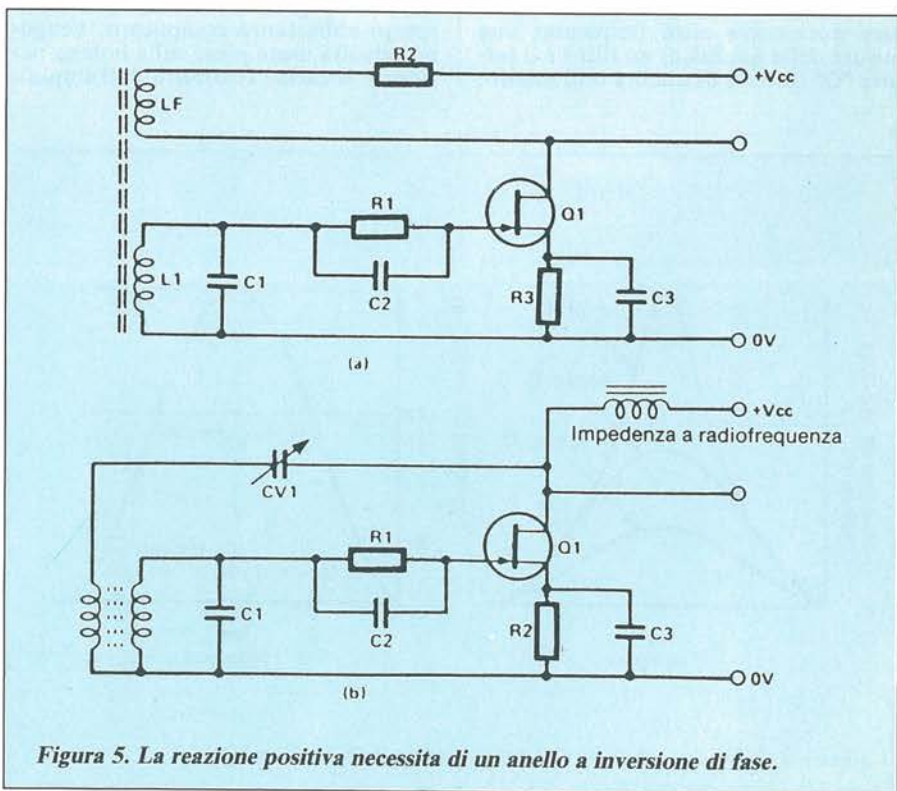 R2
+Vcc
LF
R1
Q1
L1
C1
C2
R3
C3
0V
(a)
+Vcc
Impedenza a radiofrequenza
CV1
R1
Q1
C1
C2
R2
C3
0V
(b)
Figura 5. La reazione positiva necessita di un anello a inversione di fase.